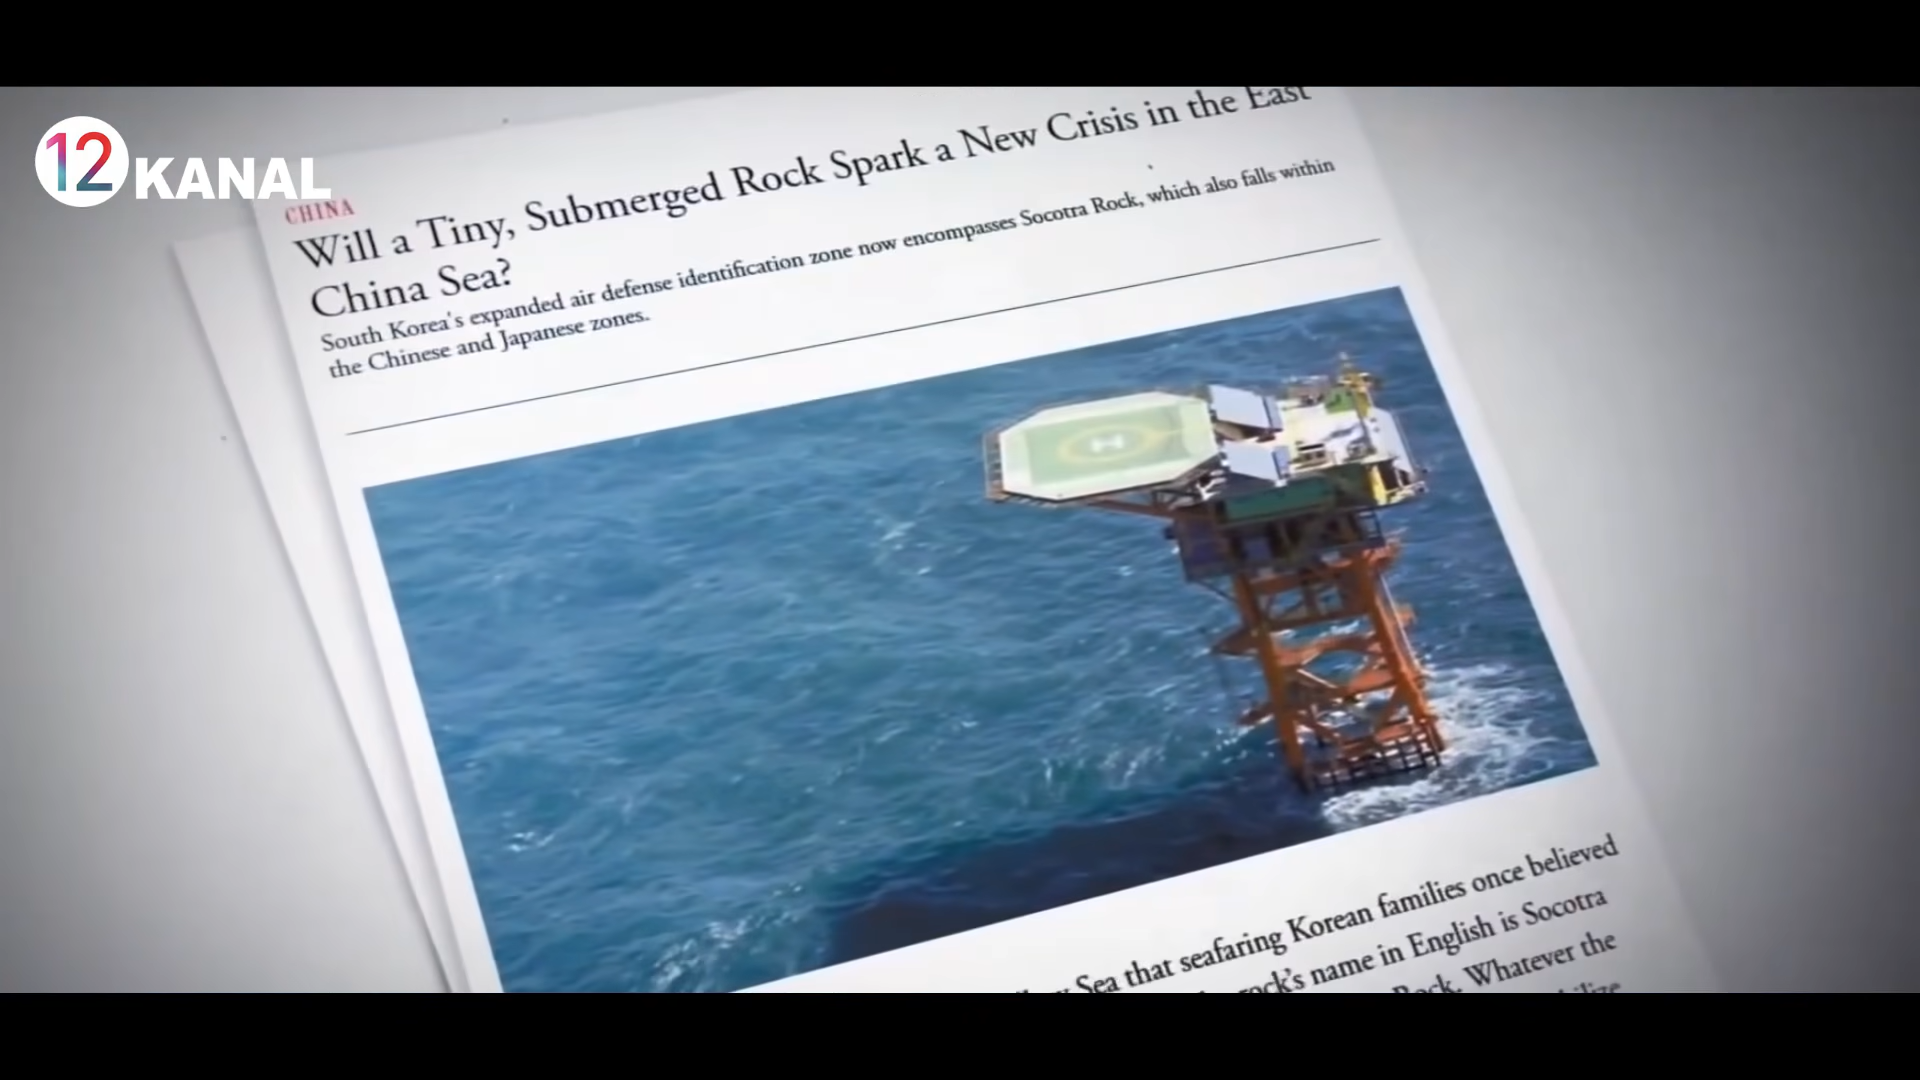 12 KANAL
CHINA
Will a Tiny, Submerged Rock Spark a New Crisis in the East
China Sea?
South Korea's expanded air defense identification zone now encompasses Socotra Rock, which also falls within
the Chinese and Japanese zones.
H
Sea that seafaring Korean families once believed
rock's name in English is Socotra
Rock. Whatever the